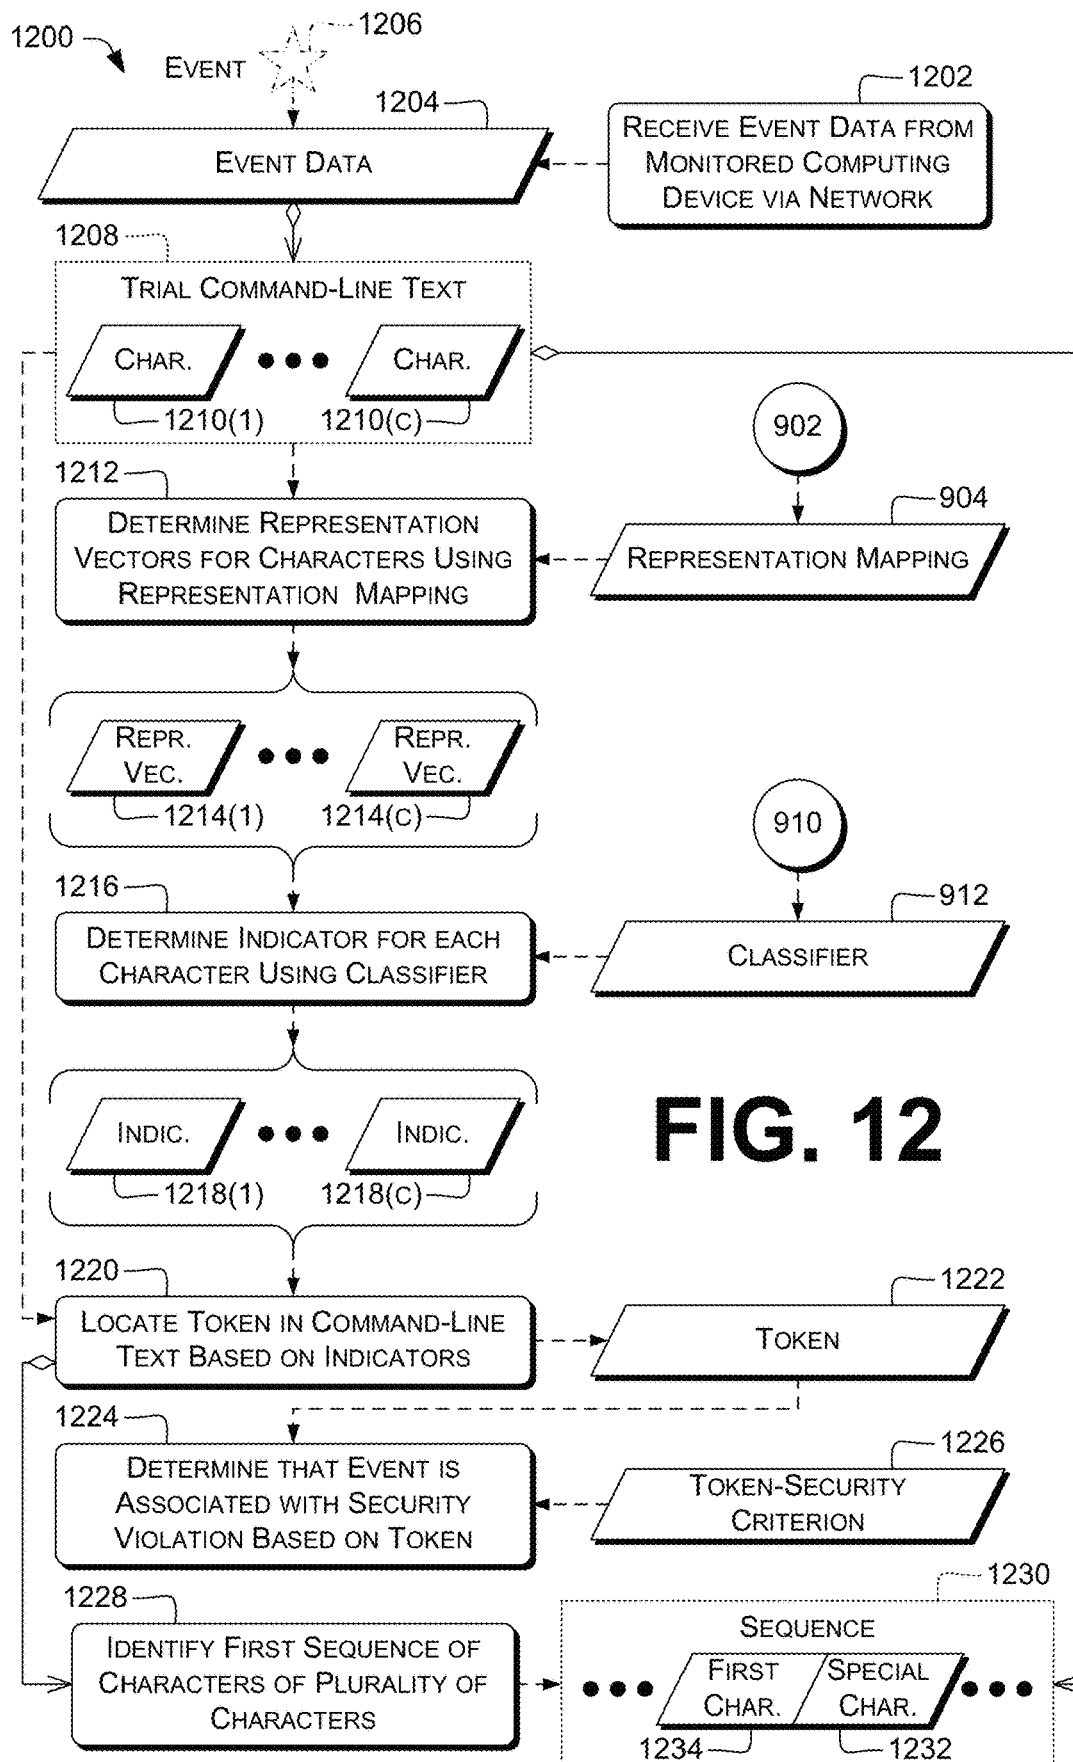 1200
1206
EVENT
1204
1202
EVENT DATA
RECEIVE EVENT DATA FROM
MONITORED COMPUTING
DEVICE VIA NETWORK
1208
TRIAL COMMAND-LINE TEXT
CHAR.
CHAR.
1210(1)
1210(C)
902
1212
904
DETERMINE REPRESENTATION
VECTORS FOR CHARACTERS USING
REPRESENTATION MAPPING
REPRESENTATION MAPPING
REPR.
VEC.
REPR.
VEC.
1214(1)
1214(C)
910
1216
912
DETERMINE INDICATOR FOR EACH
CHARACTER USING CLASSIFIER
CLASSIFIER
INDIC.
INDIC.
1218(1)
1218(C)
FIG. 12
1220
1222
LOCATE TOKEN IN COMMAND-LINE
TEXT BASED ON INDICATORS
TOKEN
1224
1226
DETERMINE THAT EVENT IS
ASSOCIATED WITH SECURITY
VIOLATION BASED ON TOKEN
TOKEN-SECURITY
CRITERION
1228
1230
IDENTIFY FIRST SEQUENCE OF
CHARACTERS OF PLURALITY OF
CHARACTERS
SEQUENCE
FIRST
CHAR.
SPECIAL
CHAR.
1234
1232